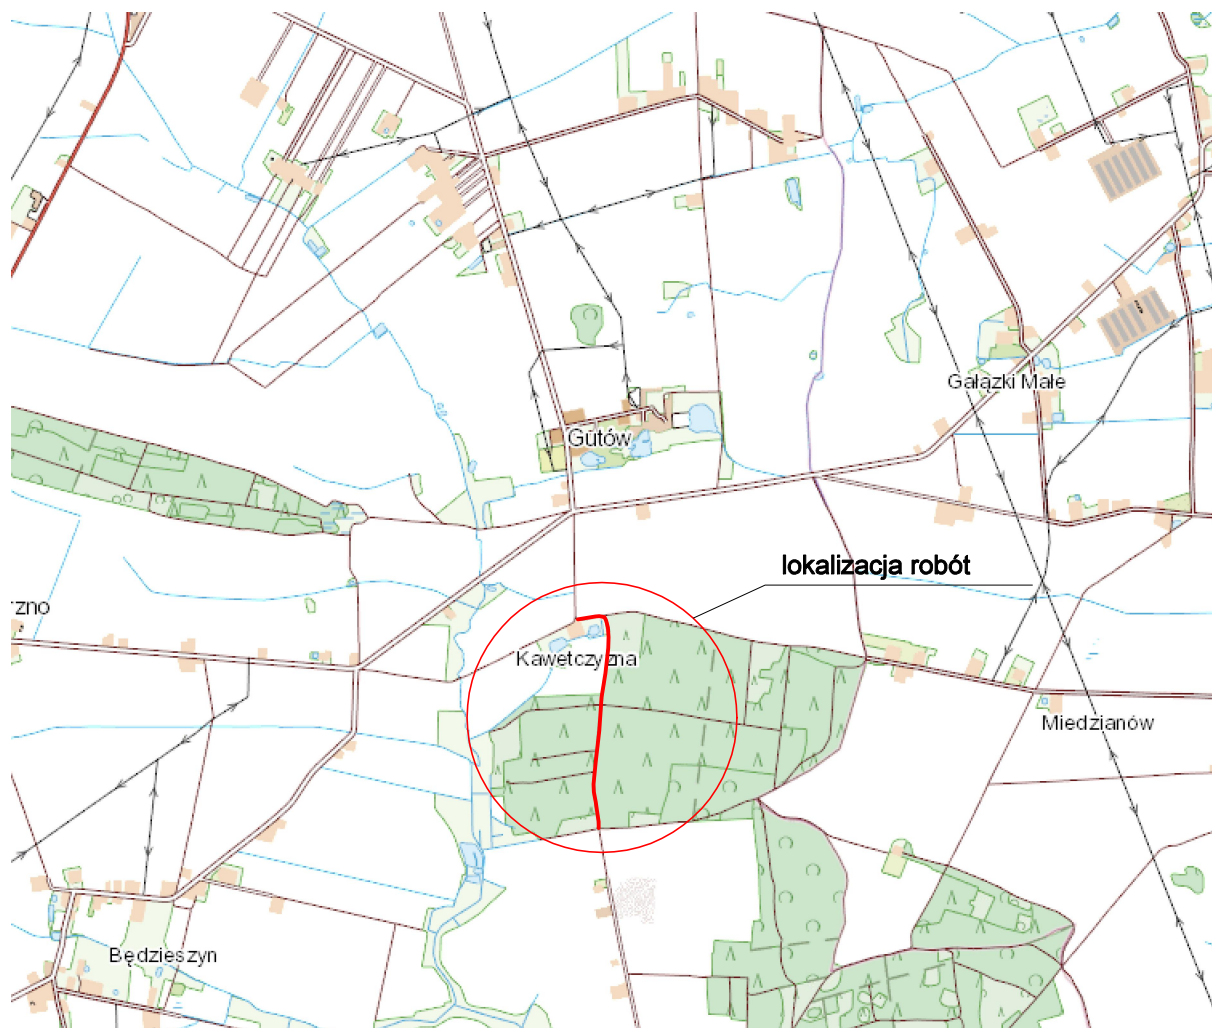 Gałązki Małe
Gutów
lokalizacja robót
rzno
Kawetczyzna
Miedzianów
Będzieszyn